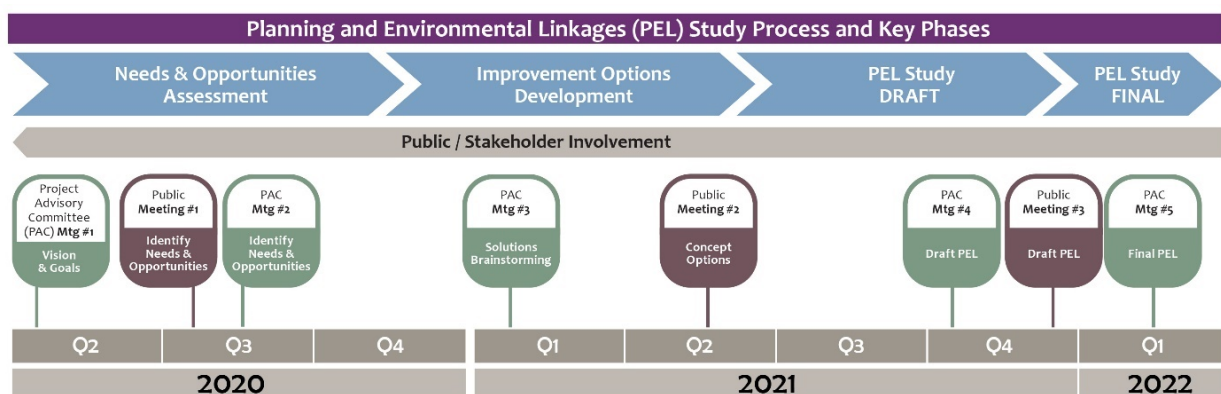 Planning and Environmental Linkages (PEL) Study Process and Key Phases
Needs & Opportunities
Assessment
Improvement Options
Development
PEL Study
DRAFT
PEL Study
FINAL
Public / Stakeholder Involvement
Project
Advisory
Committee
(PAC) Mtg #1
Vision
& Goals
Public
Meeting #1
Identify
Needs &
Opportunities
PAC
Mtg #2
Identify
Needs &
Opportunities
PAC
Mtg #3
Solutions
Brainstorming
Public
Meeting #2
Concept
Options
PAC
Mtg #4
Draft PEL
Public
Meeting #3
Draft PEL
PAC
Mtg #5
Final PEL
Q2
Q3
Q4
Q1
Q2
Q3
Q4
Q1
2020
2021
2022